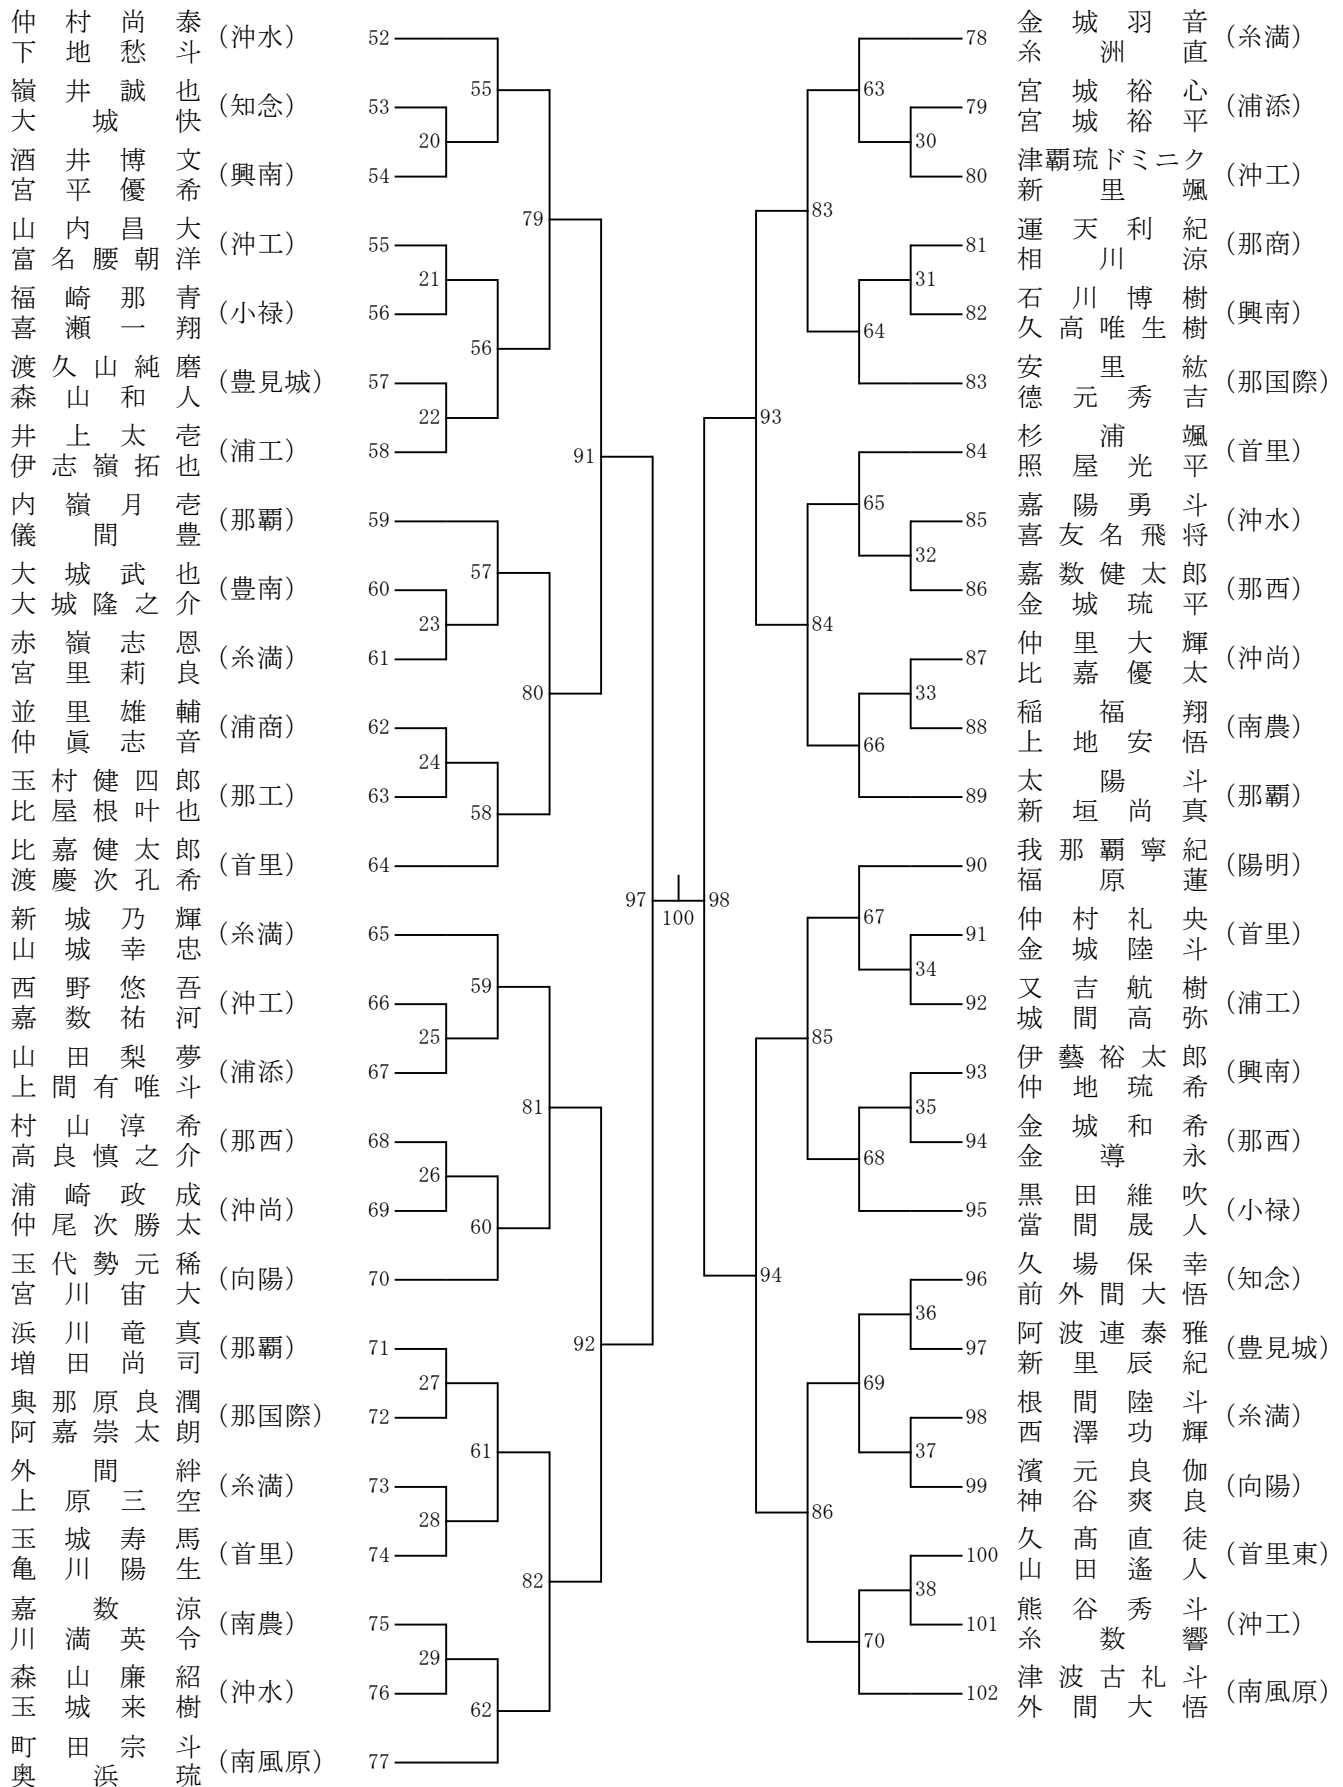 仲村尚泰
下地愁斗 (沖水) 52
嶺井誠也
大城快 (知念) 53
酒井博文
宮平優希 (興南) 54
山内昌大
富名腰朝洋 (沖工) 55
福崎那青
喜瀬一翔 (小禄) 56
渡久山純磨
森山和人 (豊見城) 57
井上太壱
伊志嶺拓也 (浦工) 58
内嶺月壱
儀間豊 (那覇) 59
大城武也
大城隆之介 (豊南) 60
赤嶺志恩
宮里莉良 (糸満) 61
並里雄輔
仲眞志音 (浦商) 62
玉村健四郎
比屋根叶也 (那工) 63
比嘉健太郎
渡慶次孔希 (首里) 64
新城乃輝
山城幸忠 (糸満) 65
西野悠吾
嘉数祐河 (沖工) 66
山田梨夢
上間有唯斗 (浦添) 67
村山淳希
高良慎之介 (那西) 68
浦崎政成
仲尾次勝太 (沖尚) 69
玉代勢元稀
宮川宙大 (向陽) 70
浜川竜真
増田尚司 (那覇) 71
與那原良潤
阿嘉崇太朗 (那国際) 72
外間絆
上原三空 (糸満) 73
玉城寿馬
亀川陽生 (首里) 74
嘉数涼
川満英令 (南農) 75
森山廉紹
玉城来樹 (沖水) 76
町田宗斗
奥浜琉 (南風原) 77
20
21
22
23
24
25
26
27
28
29
55
56
57
58
59
60
61
62
79
80
81
82
91
92
97
100
98
93
94
83
84
85
86
63
64
65
66
67
68
69
70
30
31
32
33
34
35
36
37
38
78 金城羽音
糸洲直 (糸満)
79 宮城裕心
宮城裕平 (浦添)
80 津覇琉ドミニク
新里颯 (沖工)
81 運天利紀
相川涼 (那商)
82 石川博樹
久高唯生樹 (興南)
83 安里紘
德元秀吉 (那国際)
84 杉浦颯
照屋光平 (首里)
85 嘉陽勇斗
喜友名飛将 (沖水)
86 嘉数健太郎
金城琉平 (那西)
87 仲里大輝
比嘉優太 (沖尚)
88 稲福翔
上地安悟 (南農)
89 太陽斗
新垣尚真 (那覇)
90 我那覇寧紀
福原蓮 (陽明)
91 仲村礼央
金城陸斗 (首里)
92 又吉航樹
城間高弥 (浦工)
93 伊藝裕太郎
仲地琉希 (興南)
94 金城和希
金導永 (那西)
95 黒田維吹
當間晟人 (小禄)
96 久場保幸
前外間大悟 (知念)
97 阿波連泰雅
新里辰紀 (豊見城)
98 根間陸斗
西澤功輝 (糸満)
99 濱元良伽
神谷爽良 (向陽)
100 久髙直徒
山田遙人 (首里東)
101 熊谷秀斗
糸数響 (沖工)
102 津波古礼斗
外間大悟 (南風原)